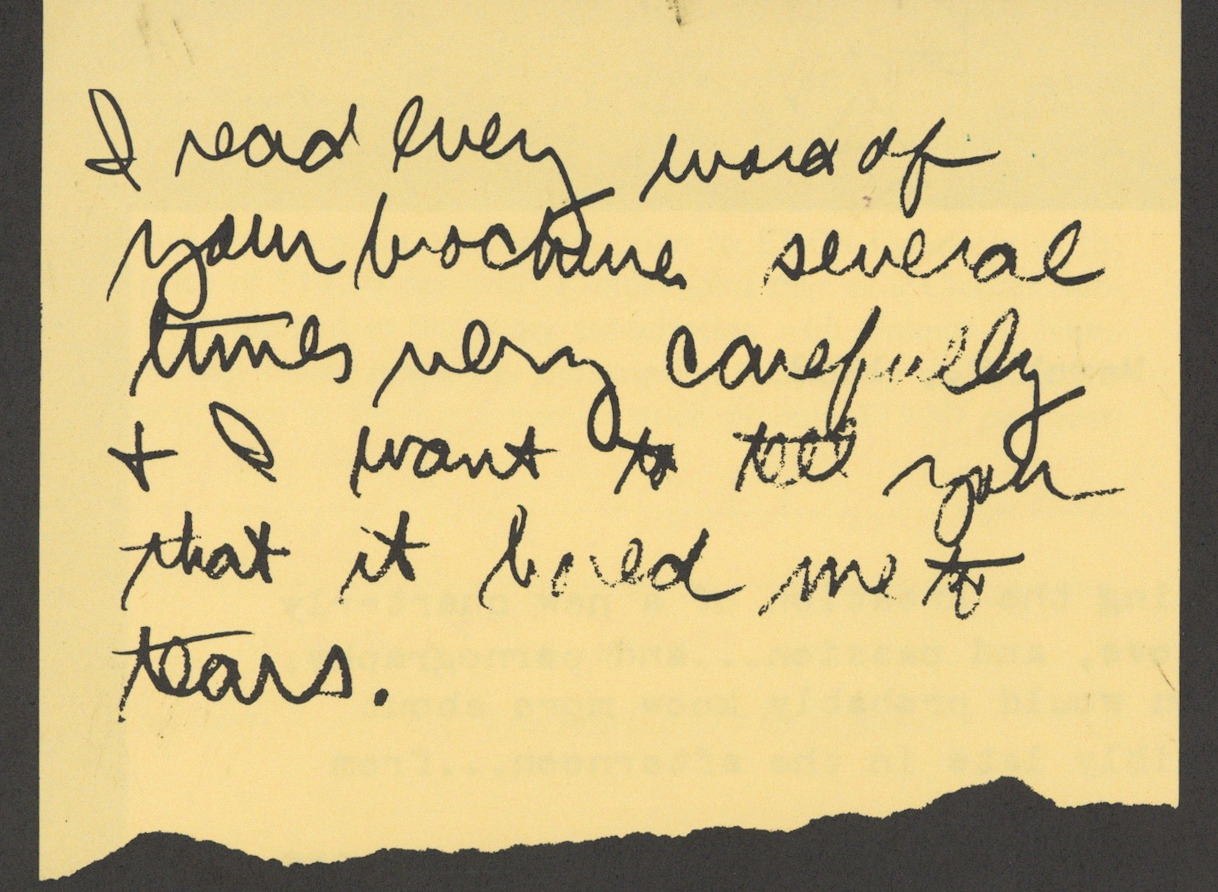 I read every word of
your brochure several
times very carefully
+ I want to tell you
that it bored me to
tears.